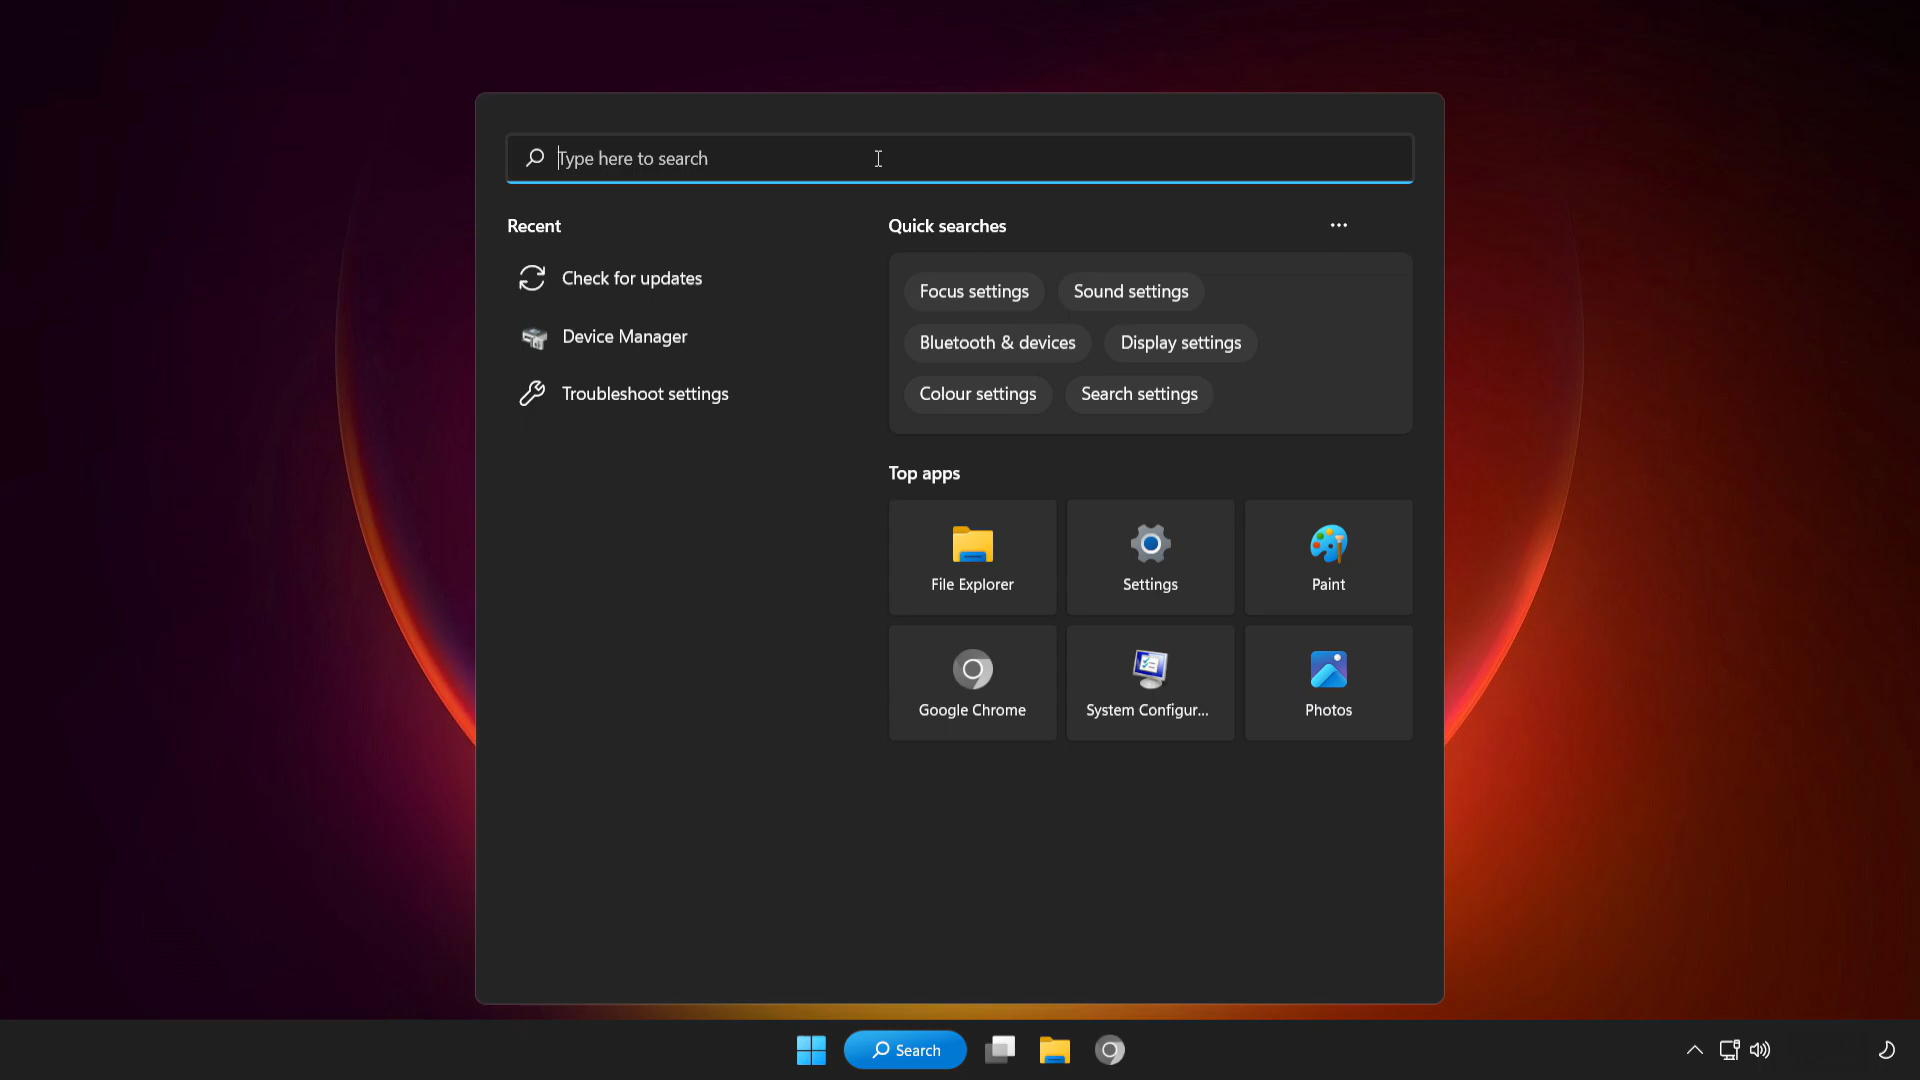 Type here to search
Recent
Check for updates
Device Manager
Troubleshoot settings
Quick searches
Focus settings
Sound settings
Bluetooth & devices
Display settings
Colour settings
Search settings
Top apps
File Explorer
Settings
Paint
Google Chrome
System Configur...
Photos
Search